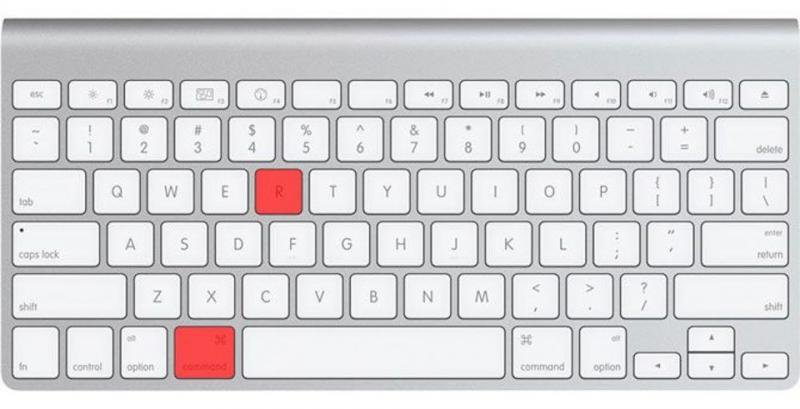 esc F1 F2 F3 F4 F5 F6 F7 F8 F9 F10 F11 F12
~ ! @ # $ % ^ & * ( ) - +
` 1 2 3 4 5 6 7 8 9 0 - = delete
tab Q W E R T Y U I O P { } |
[ ] \
caps lock A S D F G H J K L : " enter
; ' return
shift Z X C V B N M < > ? shift
, . /
alt ⌘ ⌘ alt
fn control option command command option